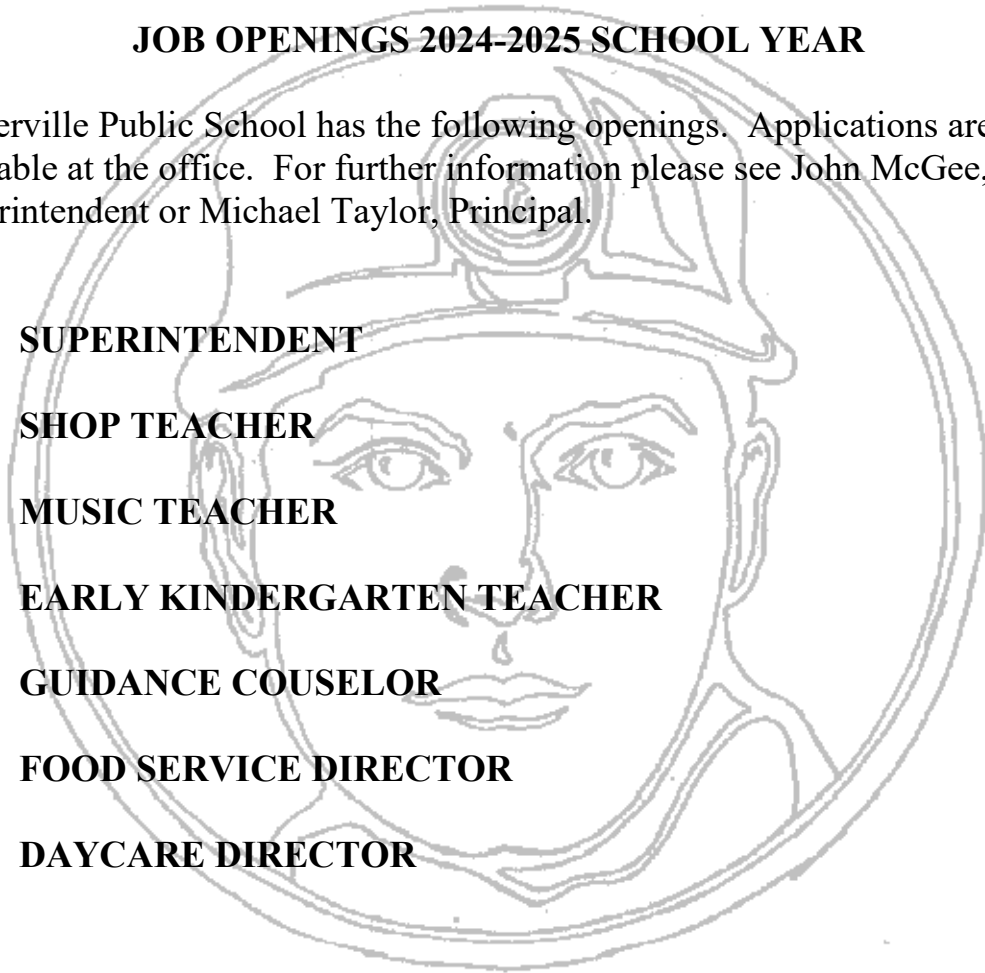 JOB OPENINGS 2024-2025 SCHOOL YEAR
erville Public School has the following openings.  Applications are
able at the office.  For further information please see John McGee,
rintendent or Michael Taylor, Principal.
SUPERINTENDENT
SHOP TEACHER
MUSIC TEACHER
EARLY KINDERGARTEN TEACHER
GUIDANCE COUSELOR
FOOD SERVICE DIRECTOR
DAYCARE DIRECTOR